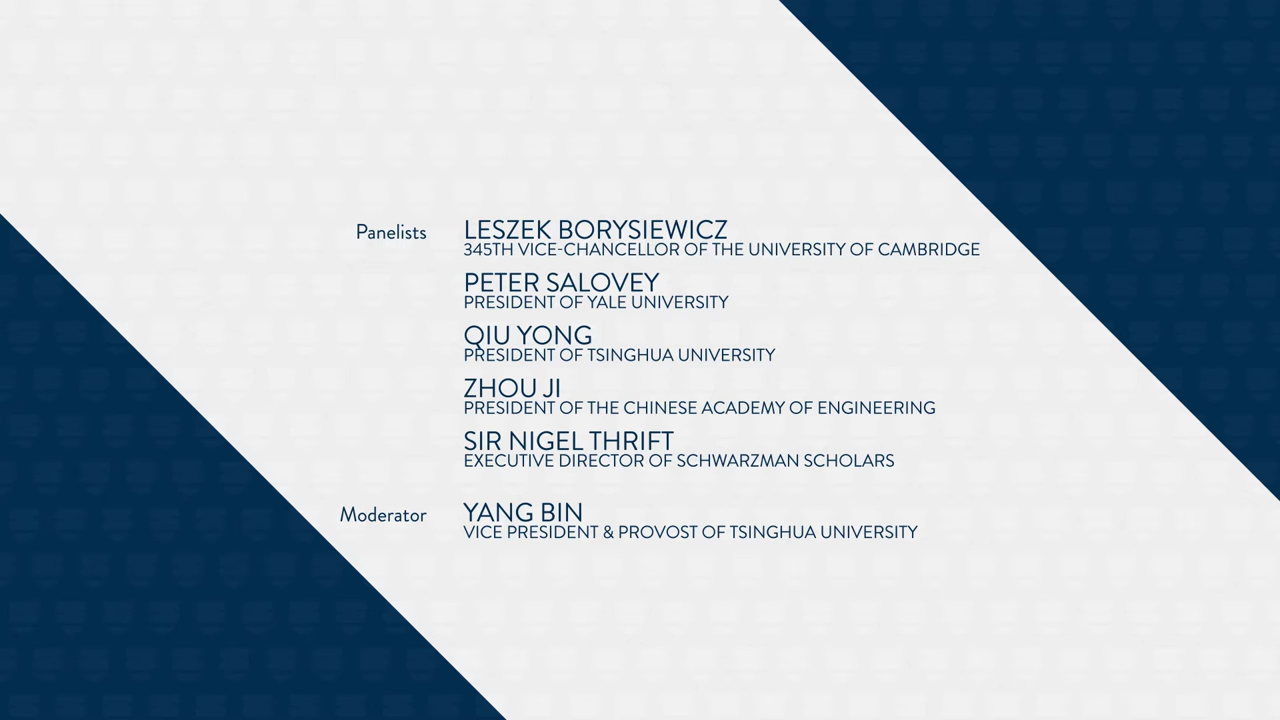 Panelists LESZEK BORYSIEWICZ
345TH VICE-CHANCELLOR OF THE UNIVERSITY OF CAMBRIDGE
PETER SALOVEY
PRESIDENT OF YALE UNIVERSITY
QIU YONG
PRESIDENT OF TSINGHUA UNIVERSITY
ZHOU JI
PRESIDENT OF THE CHINESE ACADEMY OF ENGINEERING
SIR NIGEL THRIFT
EXECUTIVE DIRECTOR OF SCHWARZMAN SCHOLARS
Moderator YANG BIN
VICE PRESIDENT & PROVOST OF TSINGHUA UNIVERSITY